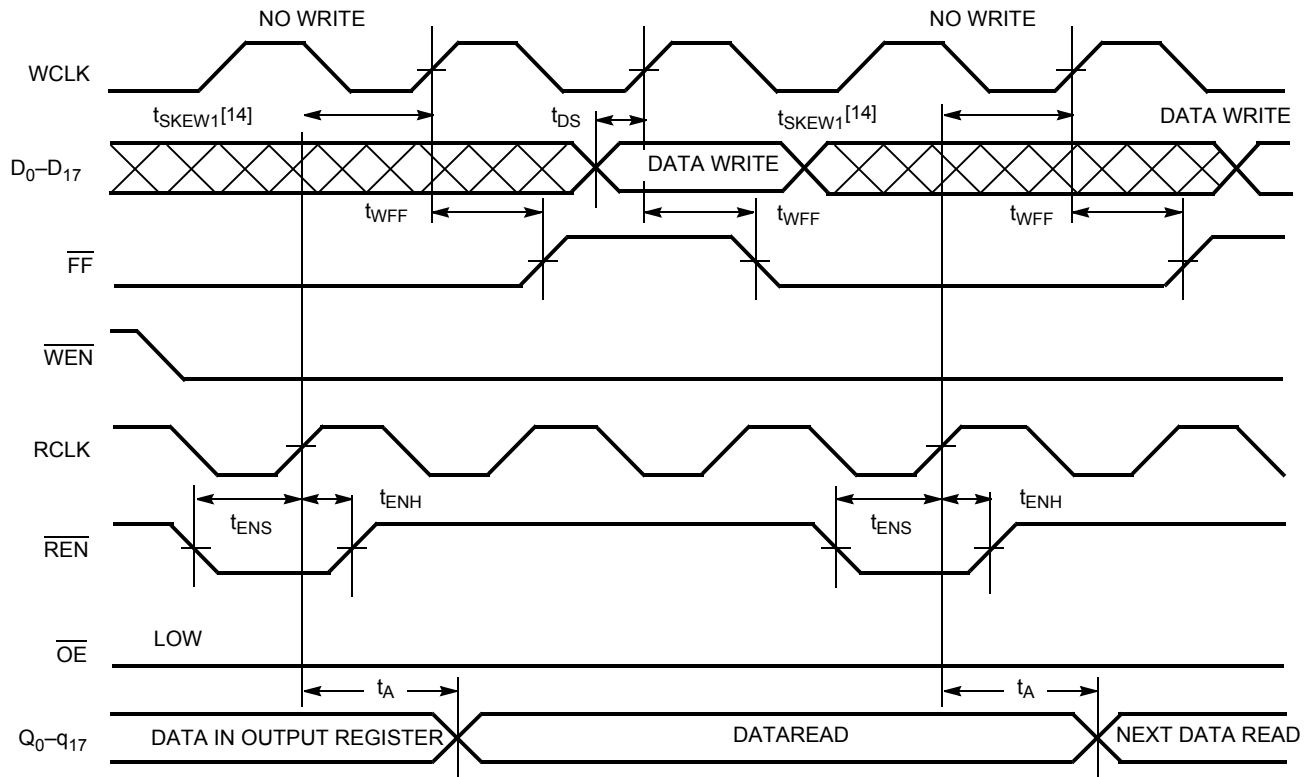 NO WRITE NO WRITE
WCLK
tSKEW1[14] tDS tSKEW1[14] DATA WRITE
D0–D17 DATA WRITE
tWFF tWFF tWFF
FF
WEN
RCLK
tENH tENH
tENS tENS
REN
LOW
OE
tA tA
Q0–q17 DATA IN OUTPUT REGISTER DATAREAD NEXT DATA READ